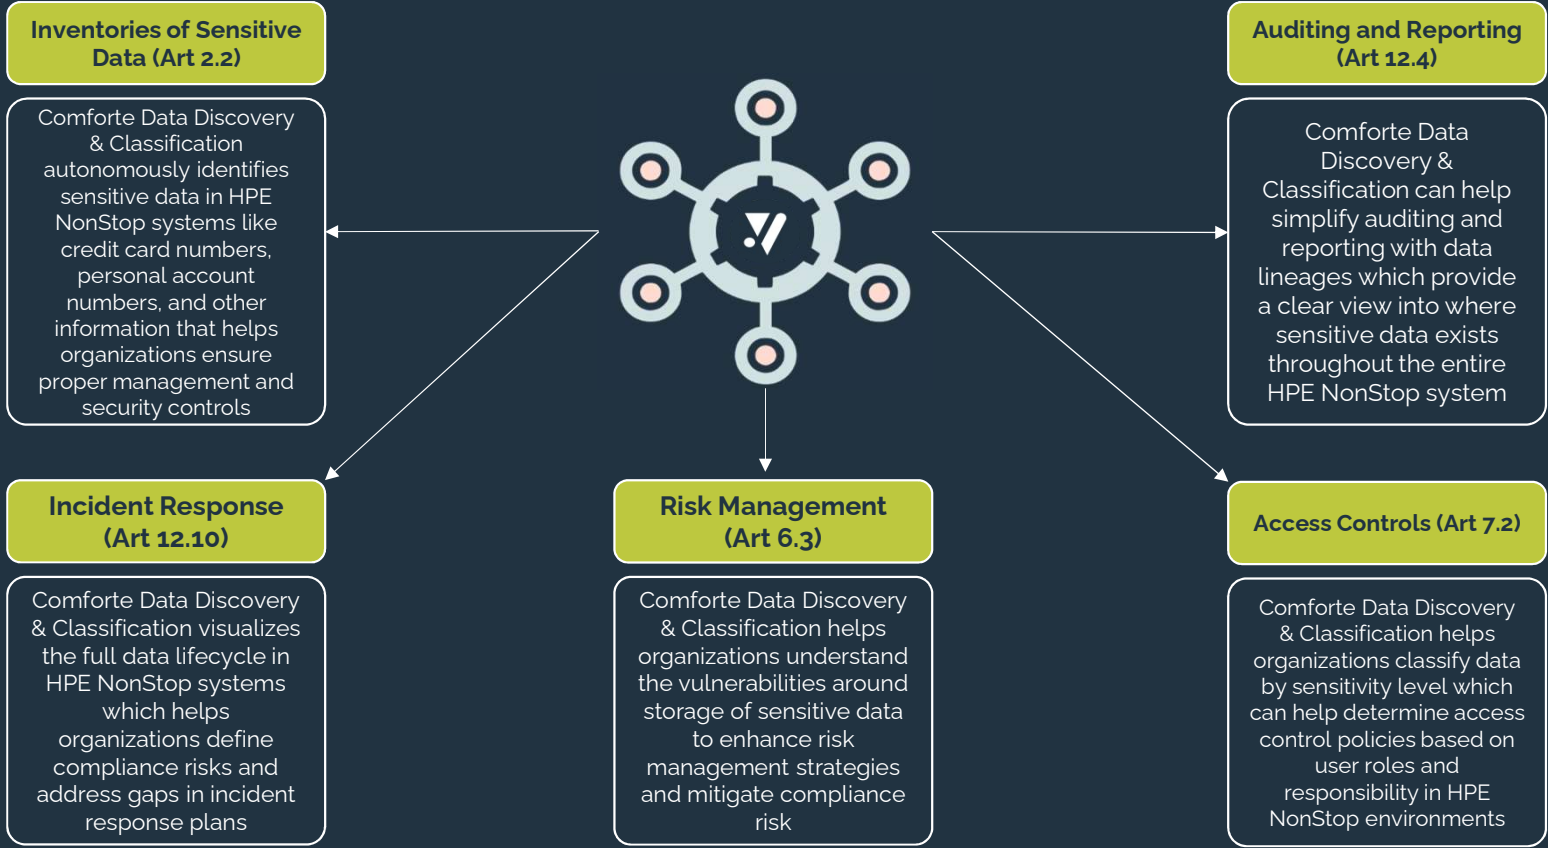 Inventories of Sensitive
Data (Art 2.2)
Comforte Data Discovery
& Classification
autonomously identifies
sensitive data in HPE
NonStop systems like
credit card numbers,
personal account
numbers, and other
information that helps
organizations ensure
proper management and
security controls
Auditing and Reporting
(Art 12.4)
Comforte Data
Discovery &
Classification can help
simplify auditing and
reporting with data
lineages which provide
a clear view into where
sensitive data exists
throughout the entire
HPE NonStop system
Incident Response
(Art 12.10)
Comforte Data Discovery
& Classification visualizes
the full data lifecycle in
HPE NonStop systems
which helps
organizations define
compliance risks and
address gaps in incident
response plans
Risk Management
(Art 6.3)
Comforte Data Discovery
& Classification helps
organizations understand
the vulnerabilities around
storage of sensitive data
to enhance risk
management strategies
and mitigate compliance
risk
Access Controls (Art 7.2)
Comforte Data Discovery
& Classification helps
organizations classify data
by sensitivity level which
can help determine access
control policies based on
user roles and
responsibility in HPE
NonStop environments